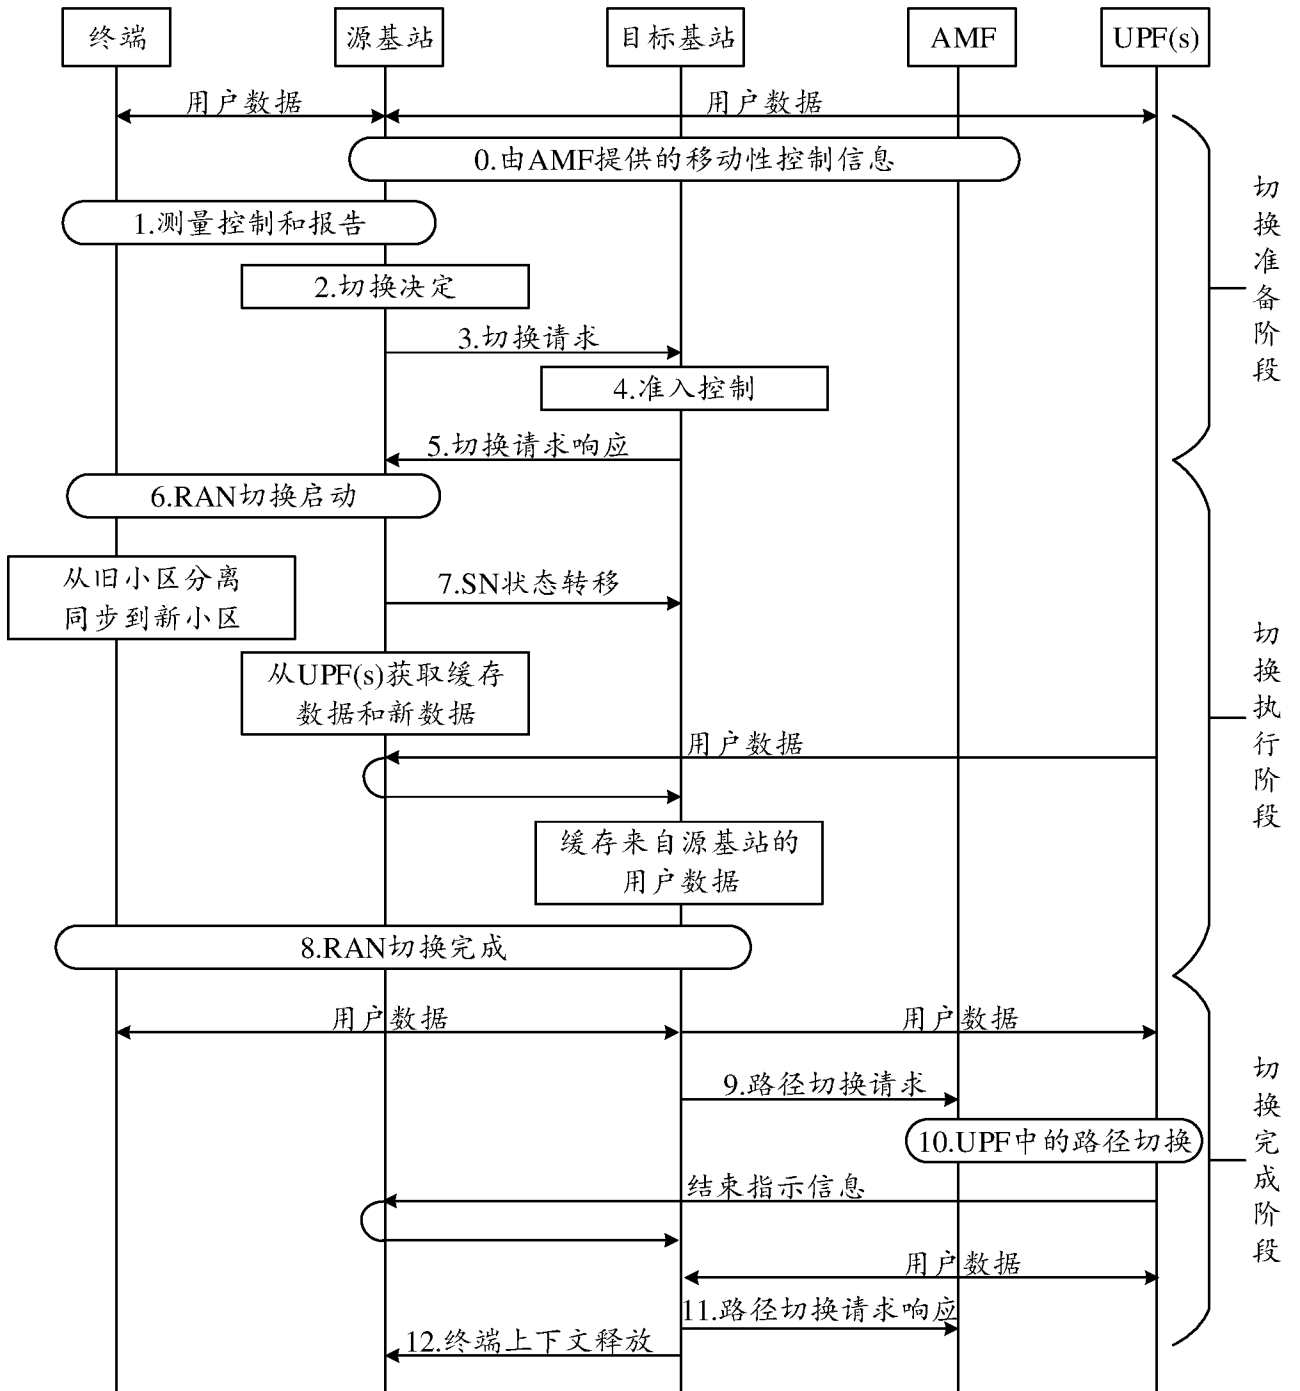 终端
源基站
目标基站
AMF
UPF(s)
用户数据
用户数据
0.由AMF提供的移动性控制信息
1.测量控制和报告
2.切换决定
3.切换请求
4.准入控制
5.切换请求响应
切换准备阶段
6.RAN切换启动
从旧小区分离
同步到新小区
7.SN状态转移
从UPF(s)获取缓存
数据和新数据
用户数据
缓存来自源基站的
用户数据
切换执行阶段
8.RAN切换完成
用户数据
用户数据
9.路径切换请求
10.UPF中的路径切换
结束指示信息
用户数据
11.路径切换请求响应
12.终端上下文释放
切换完成阶段